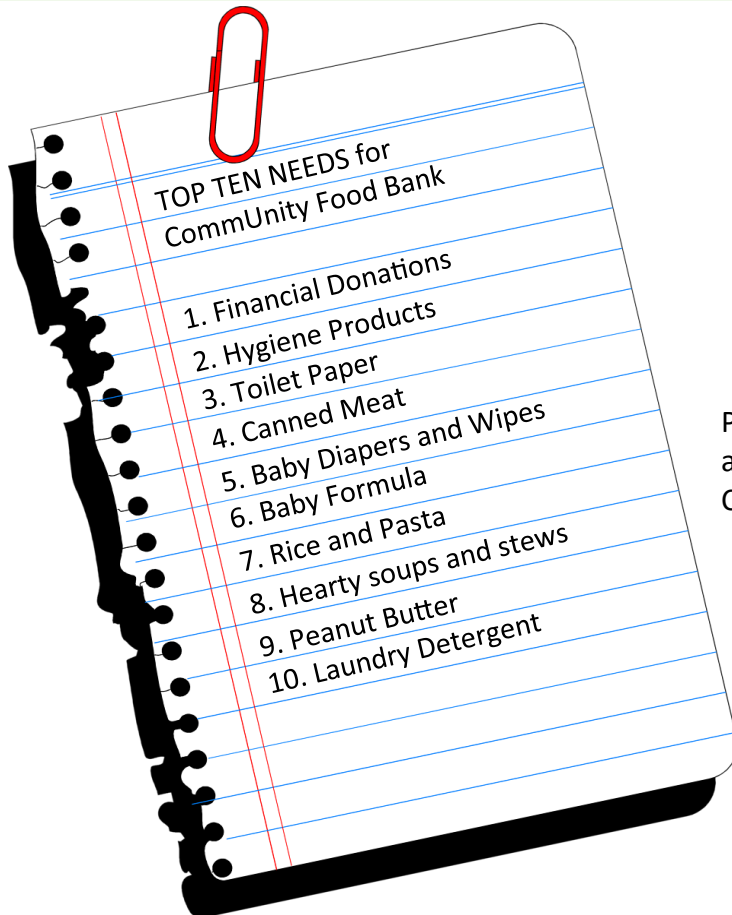 TOP TEN NEEDS for
CommUnity Food Bank
1. Financial Donations
2. Hygiene Products
3. Toilet Paper
4. Canned Meat
5. Baby Diapers and Wipes
6. Baby Formula
7. Rice and Pasta
8. Hearty soups and stews
9. Peanut Butter
10. Laundry Detergent